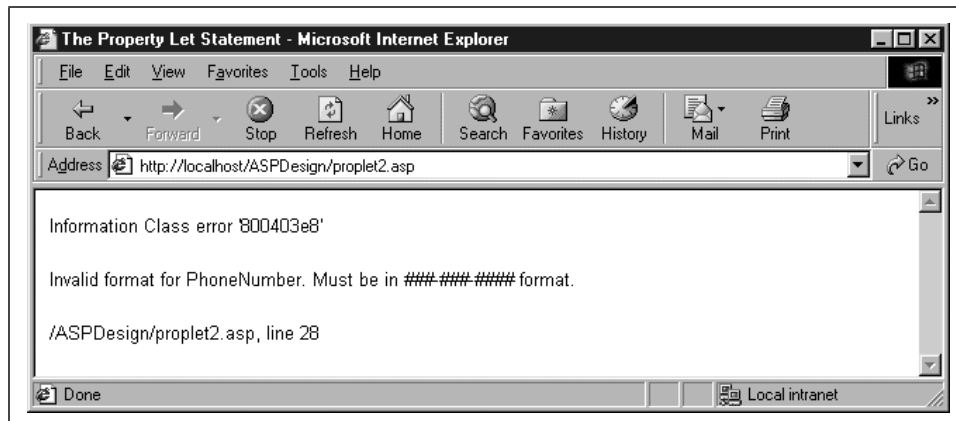 The Property Let Statement - Microsoft Internet Explorer
File Edit View Favorites Tools Help
Back Forward Stop Refresh Home Search Favorites History Mail Print Links »
Address http://localhost/ASPDesign/proplet2.asp Go
Information Class error '800403e8'
Invalid format for PhoneNumber. Must be in ###-###-#### format.
/ASPDesign/proplet2.asp, line 28
Done Local intranet